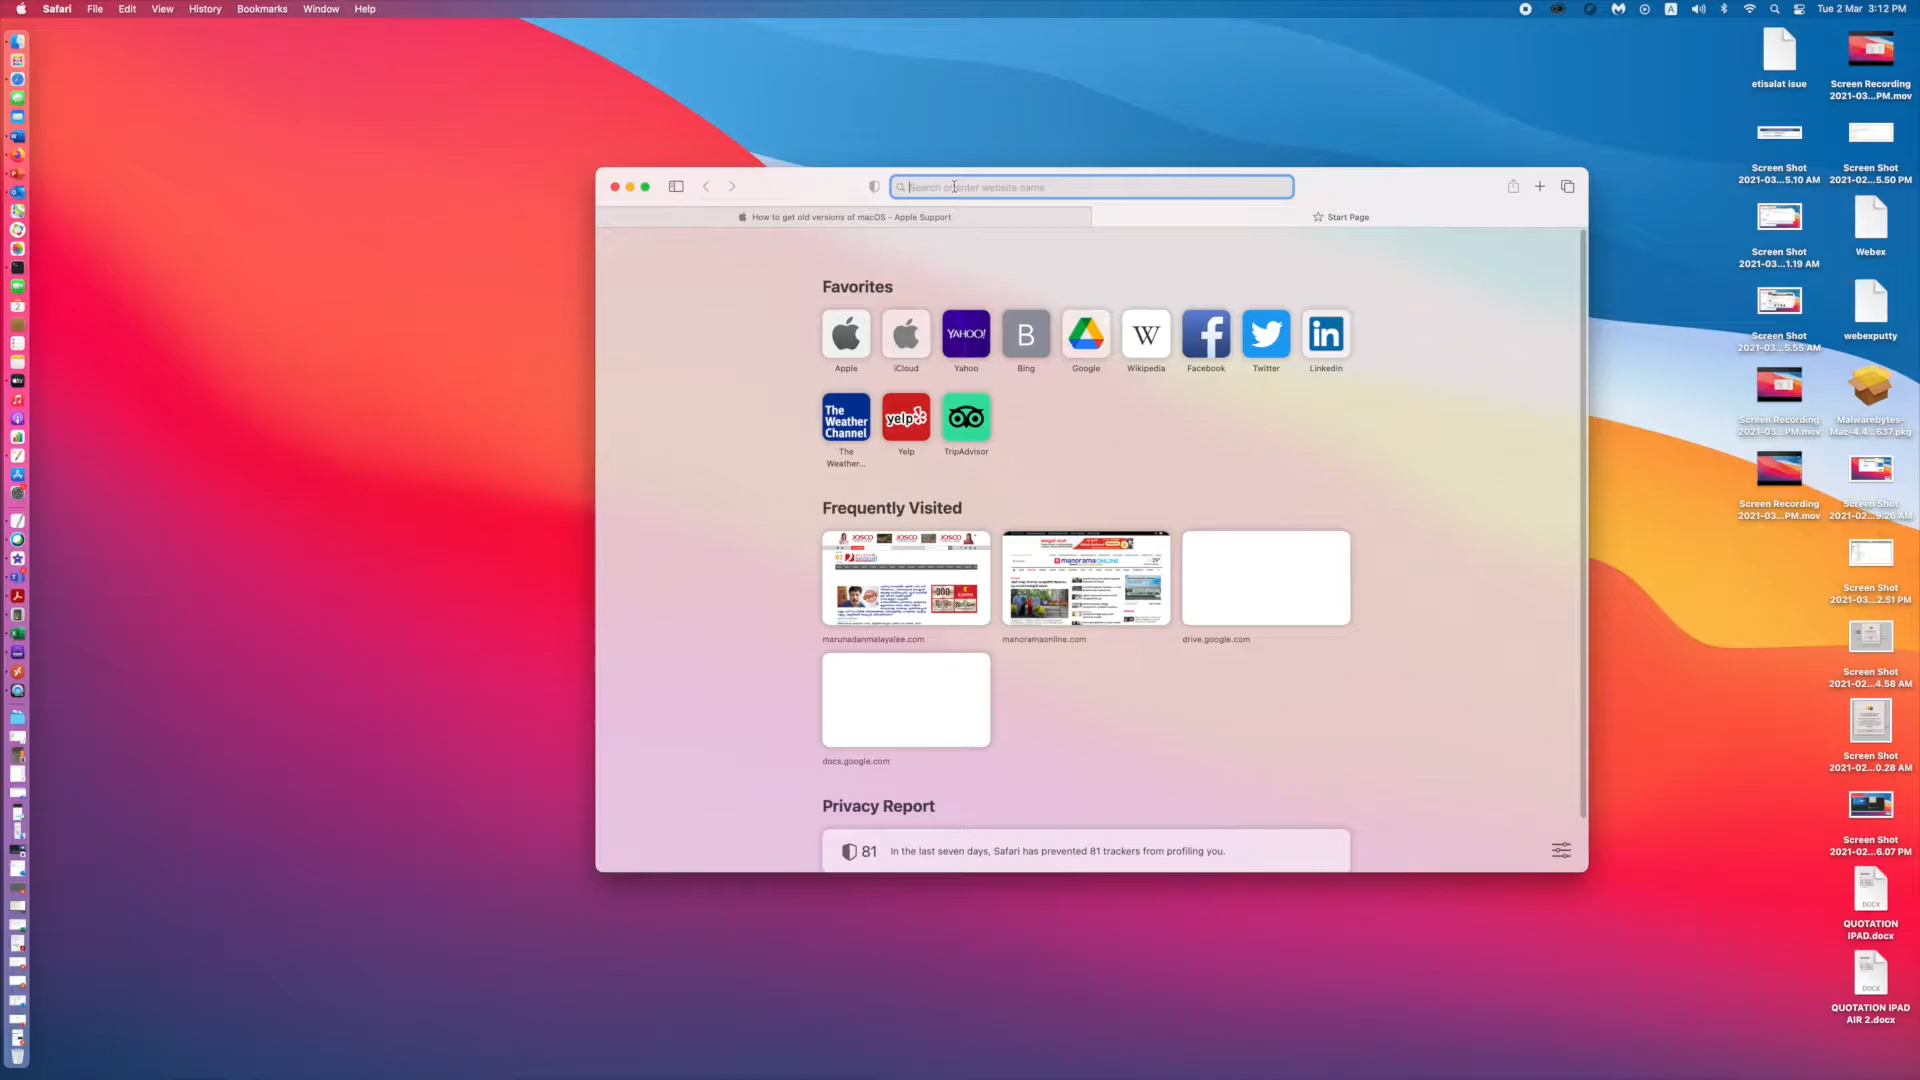 Safari File Edit View History Bookmarks Window Help
A
Tue 2 Mar 3:12 PM
Search or enter website name
How to get old versions of macOS - Apple Support
Start Page
Favorites
YAHOO!
B
W
Apple
iCloud
Yahoo
Bing
Google
Wikipedia
Facebook
Twitter
LinkedIn
The
Weather
Channel
yelp
The
Weather...
Yelp
TripAdvisor
Frequently Visited
JOSCO JOSCO JOSCO
manoramaONLINE
marunadanmalayalee.com
manoramaonline.com
drive.google.com
docs.google.com
Privacy Report
81
In the last seven days, Safari has prevented 81 trackers from profiling you.
etisalat isue
Screen Recording
2021-03...PM.mov
Screen Shot
2021-03...5.10 AM
Screen Shot
2021-02...5.50 PM
Screen Shot
2021-03...1.19 AM
Webex
Screen Shot
2021-03...5.55 AM
webexputty
Screen Recording
2021-03...PM.mov
Malwarebytes-
Mac-4.4...637.pkg
Screen Recording
2021-03...PM.mov
Screen Shot
2021-02...9.26 AM
Screen Shot
2021-03...2.51 PM
Screen Shot
2021-02...4.58 AM
Screen Shot
2021-02...0.28 AM
Screen Shot
2021-02...6.07 PM
DOCX
QUOTATION
IPAD.docx
DOCX
QUOTATION IPAD
AIR 2.docx